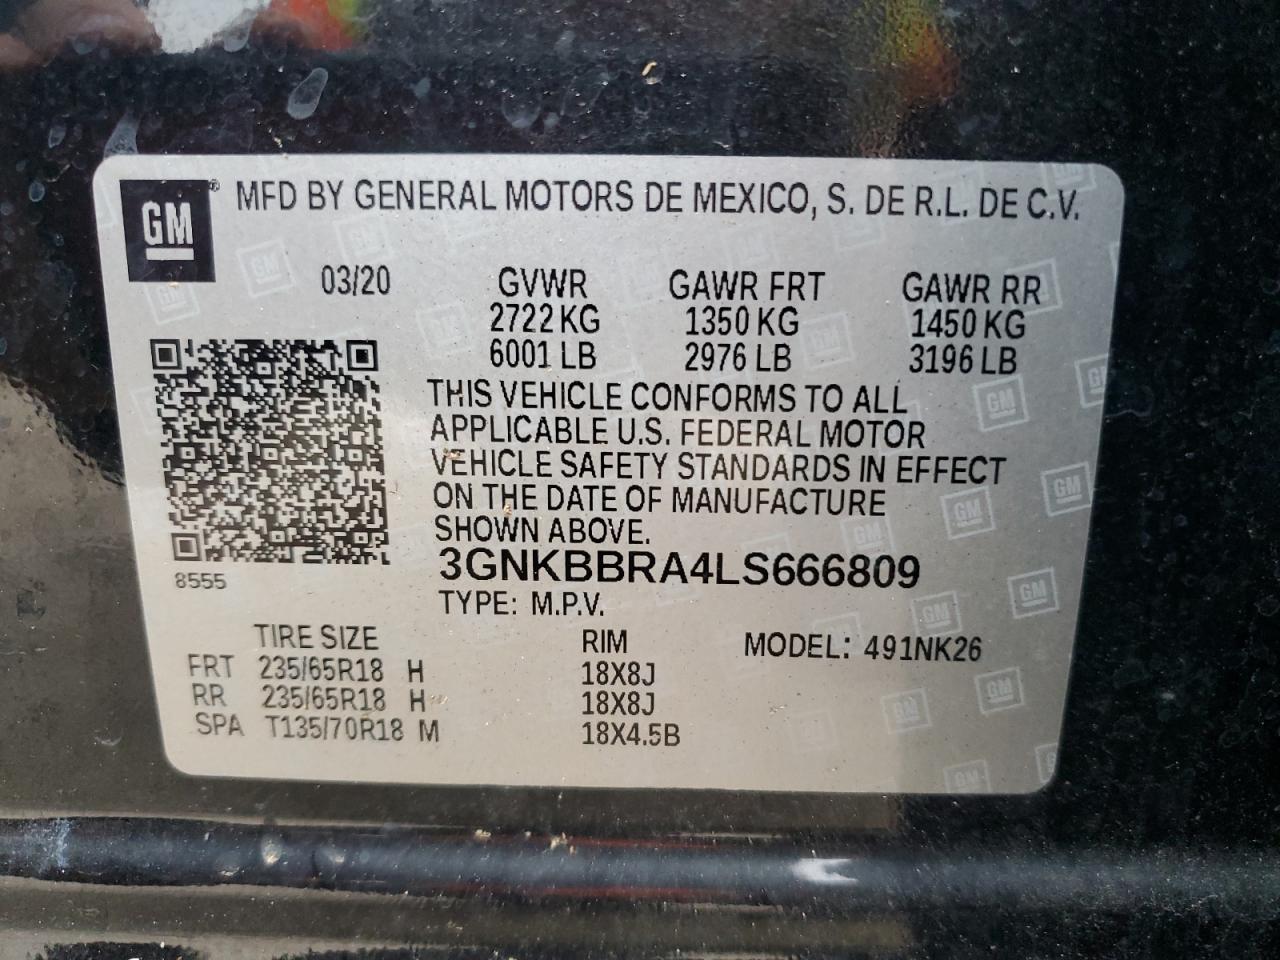 GM ® MFD BY GENERAL MOTORS DE MEXICO, S. DE R.L. DE C.V.
03/20 GVWR GAWR FRT GAWR RR
2722 KG 1350 KG 1450 KG
6001 LB 2976 LB 3196 LB
THIS VEHICLE CONFORMS TO ALL
APPLICABLE U.S. FEDERAL MOTOR
VEHICLE SAFETY STANDARDS IN EFFECT
ON THE DATE OF MANUFACTURE
SHOWN ABOVE.
3GNKBBRA4LS666809
8555
TYPE: M.P.V.
TIRE SIZE RIM MODEL: 491NK26
FRT 235/65R18 H 18X8J
RR 235/65R18 H 18X8J
SPA T135/70R18 M 18X4.5B